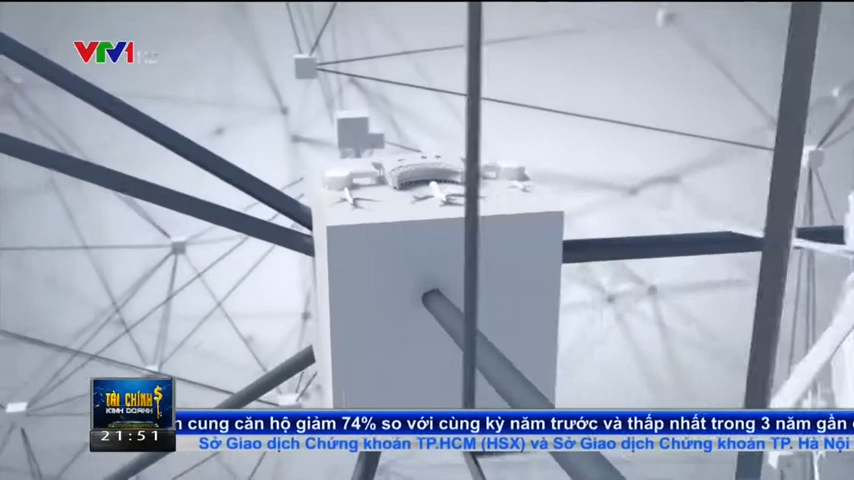 VTV1 HD
TÀI CHÍNH
KINH DOANH
21:51
cung căn hộ giảm 74% so với cùng kỳ năm trước và thấp nhất trong 3 năm gần
Sở Giao dịch Chứng khoán TP.HCM (HSX) và Sở Giao dịch Chứng khoán TP. Hà Nội